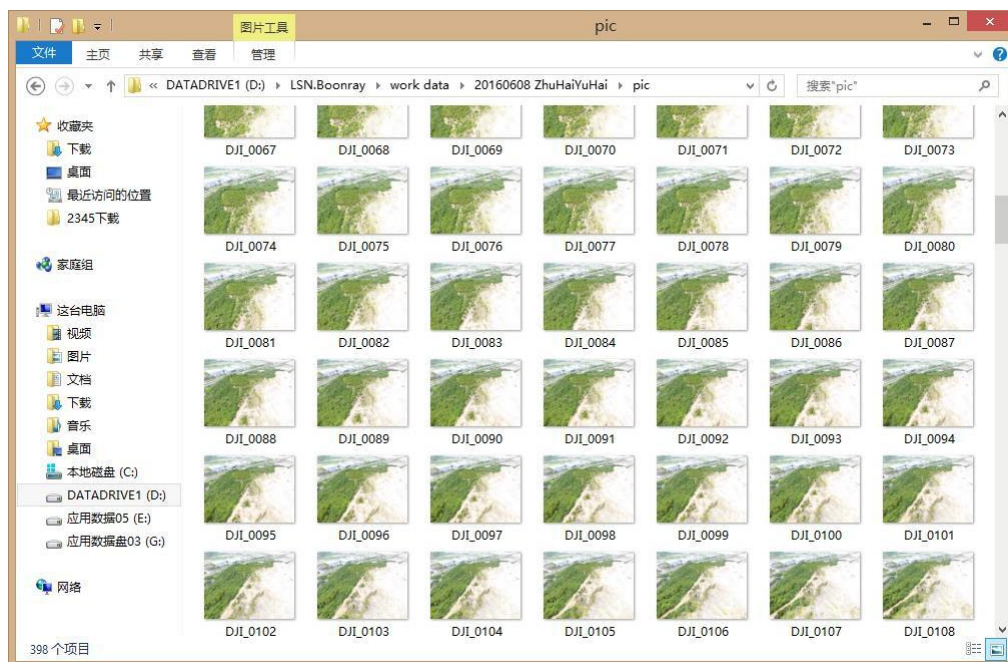 图片工具
pic
文件 主页 共享 查看 管理
« DATADRIVE1 (D:) LSN.Boonray work data 20160608 ZhuHaiYuHai pic
搜索"pic"
收藏夹
下载
桌面
最近访问的位置
2345下载
家庭组
这台电脑
视频
图片
文档
下载
音乐
桌面
本地磁盘 (C:)
DATADRIVE1 (D:)
应用数据05 (E:)
应用数据盘03 (G:)
网络
DJI_0067 DJI_0068 DJI_0069 DJI_0070 DJI_0071 DJI_0072 DJI_0073
DJI_0074 DJI_0075 DJI_0076 DJI_0077 DJI_0078 DJI_0079 DJI_0080
DJI_0081 DJI_0082 DJI_0083 DJI_0084 DJI_0085 DJI_0086 DJI_0087
DJI_0088 DJI_0089 DJI_0090 DJI_0091 DJI_0092 DJI_0093 DJI_0094
DJI_0095 DJI_0096 DJI_0097 DJI_0098 DJI_0099 DJI_0100 DJI_0101
DJI_0102 DJI_0103 DJI_0104 DJI_0105 DJI_0106 DJI_0107 DJI_0108
398 个项目